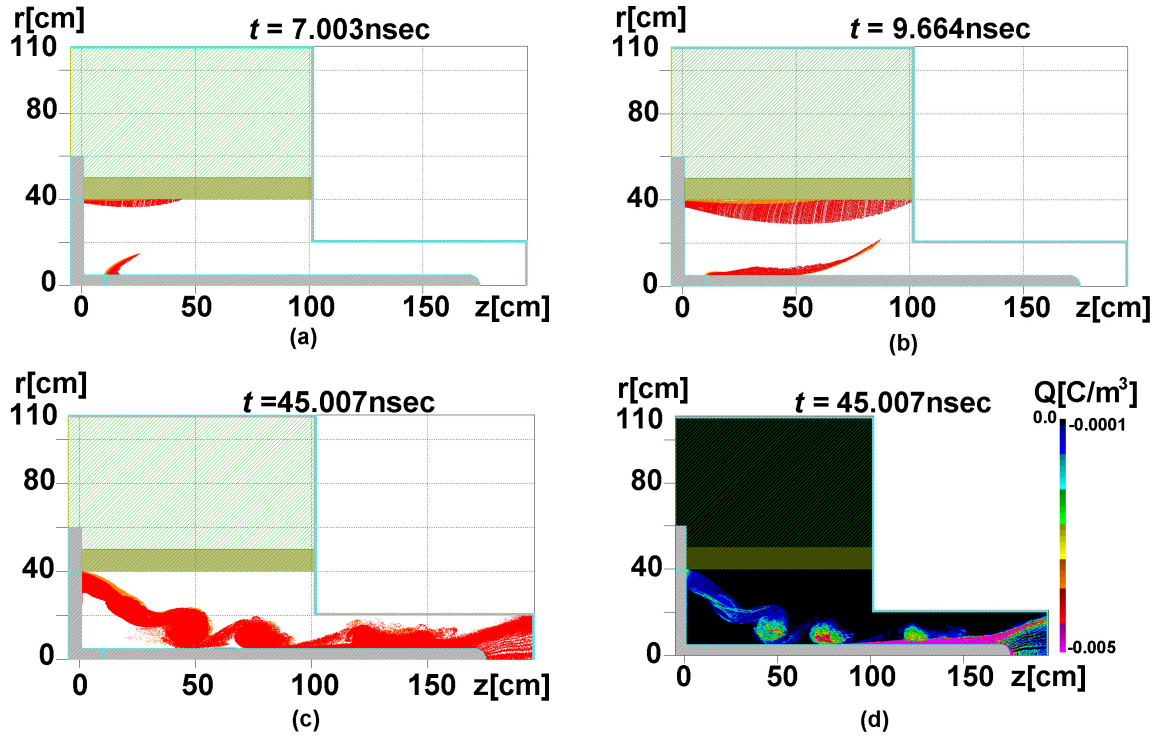 r[cm] t = 7.003nsec
110
80
40
0
0 50 100 150 z[cm]
(a)
r[cm] t = 9.664nsec
110
80
40
0
0 50 100 150 z[cm]
(b)
r[cm] t =45.007nsec
110
80
40
0
0 50 100 150 z[cm]
(c)
r[cm] t = 45.007nsec Q[C/m³]
110 0.0 -0.0001
80
40
0 -0.005
0 50 100 150 z[cm]
(d)